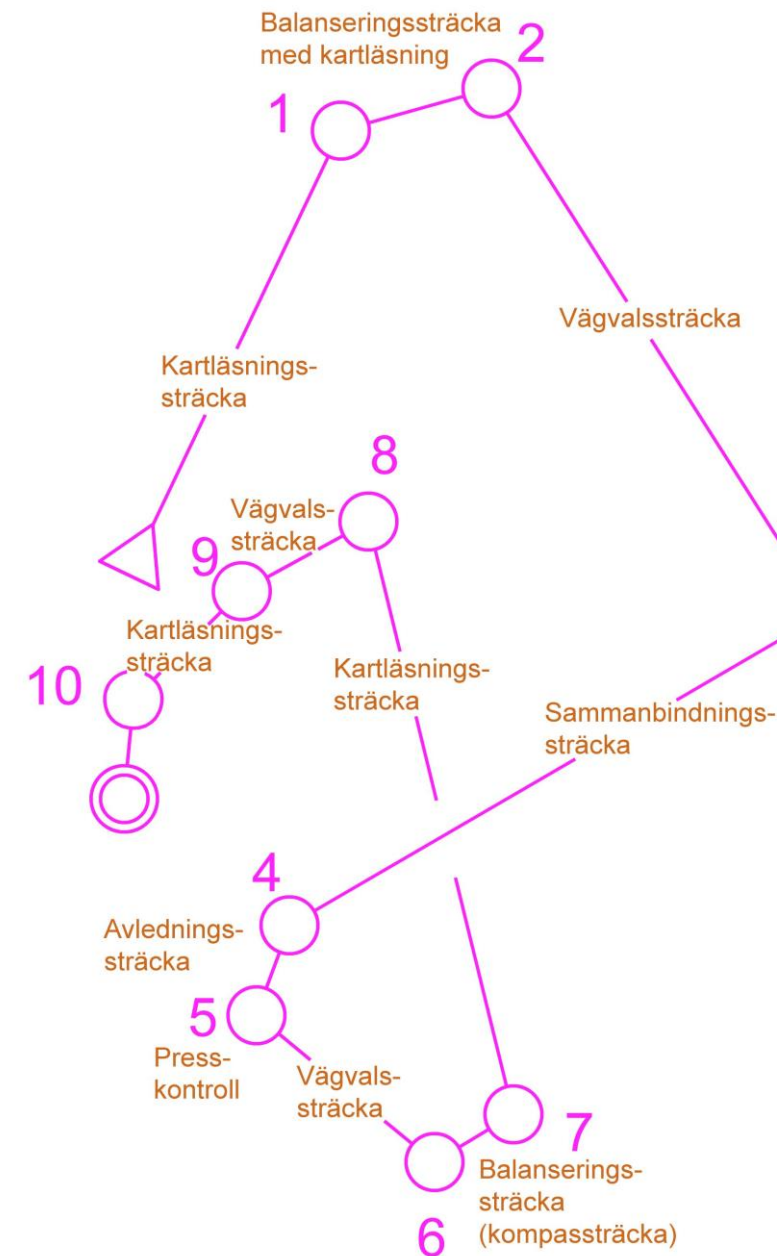 Balanseringssträcka
med kartläsning
2
1
Vägvalssträcka
Kartläsnings-
sträcka
8
Vägvals-
sträcka
9
Kartläsnings-
sträcka
10
Kartläsnings-
sträcka
Sammanbindnings-
sträcka
4
Avlednings-
sträcka
5
Press-
kontroll
Vägvals-
sträcka
7
Balanserings-
sträcka
(kompassträcka)
6